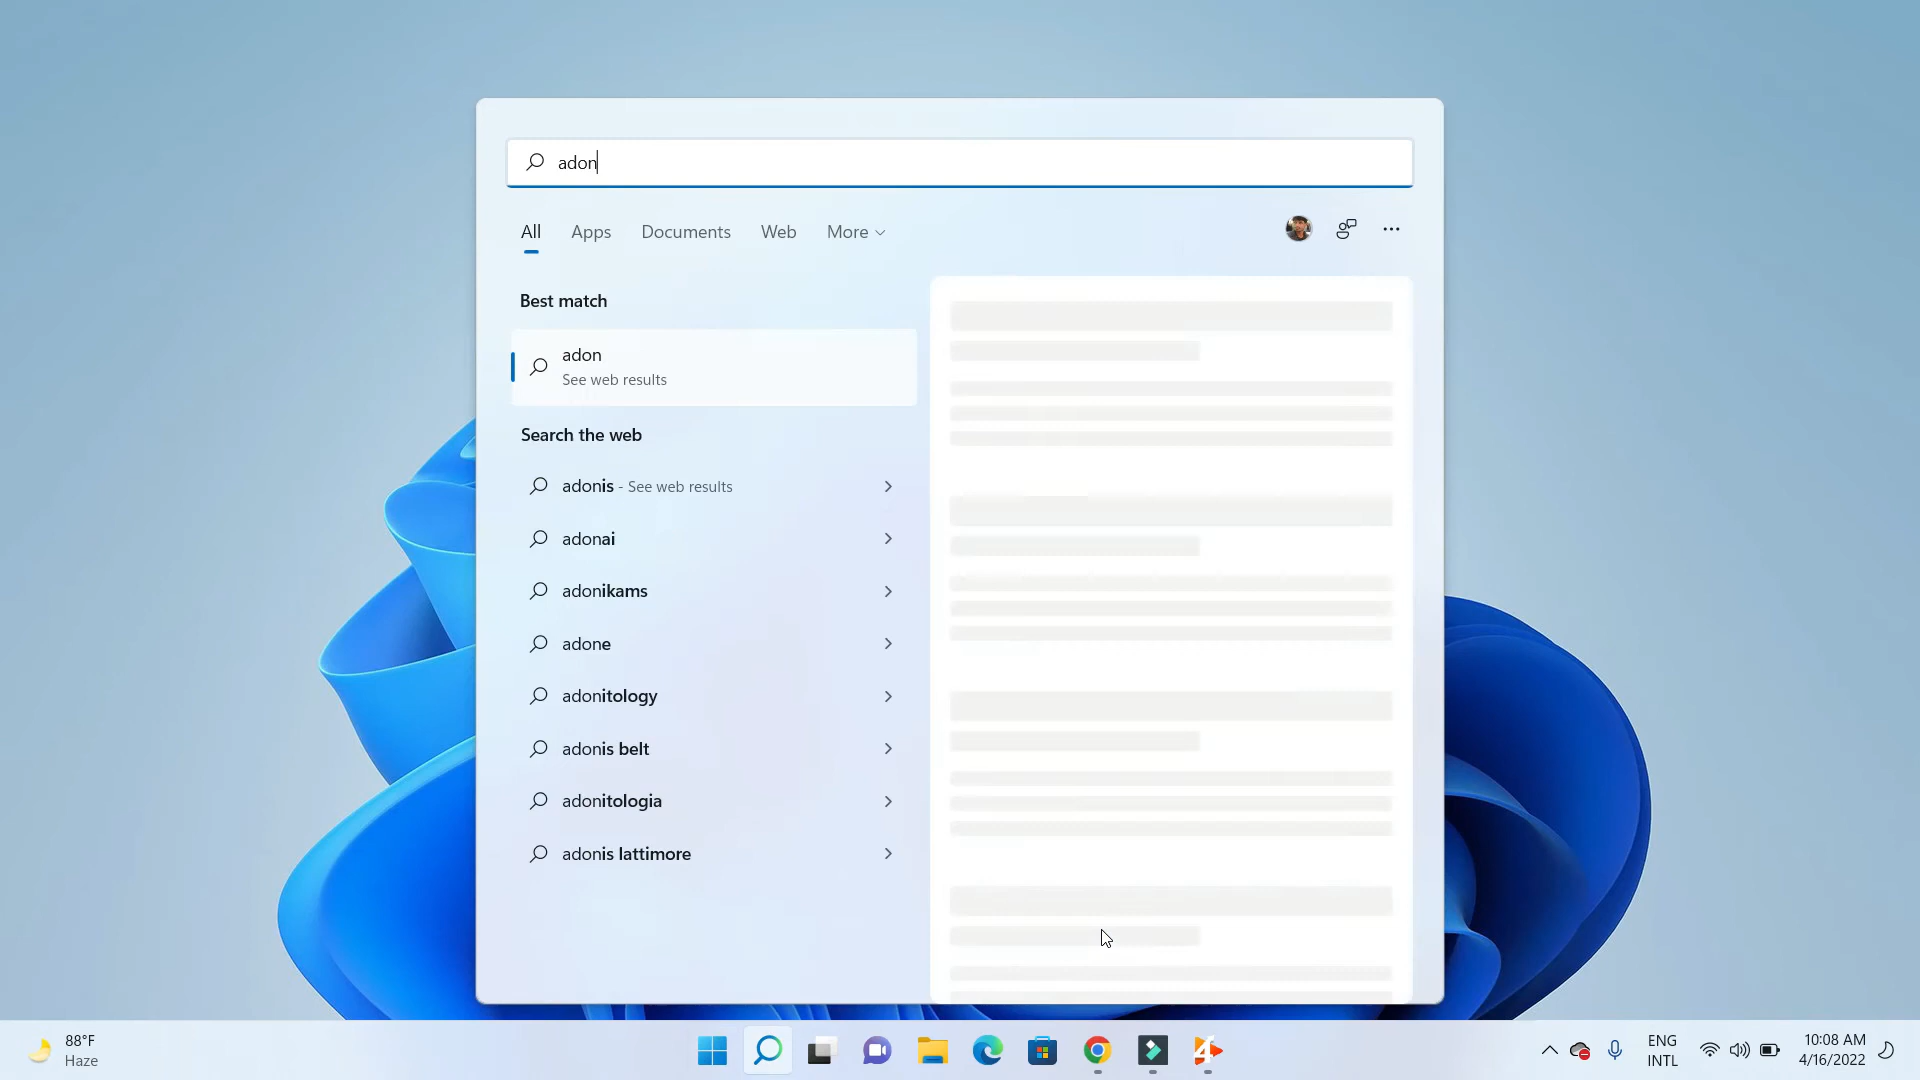 adon
All Apps Documents Web More
Best match
adon
See web results
Search the web
adonis - See web results
adonai
adonikams
adone
adonitology
adonis belt
adonitologia
adonis lattimore
88°F
Haze
ENG
INTL
10:08 AM
4/16/2022